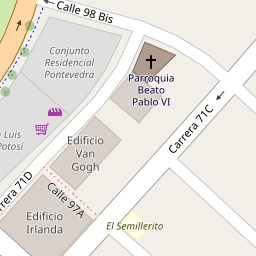 Calle 98 Bis
Conjunto
Residencial
Pontevedra
Parroquia
Beato
Pablo VI
Luis
Potosí
Edificio
Van
Gogh
Carrera 71C
Carrera 71D
Calle 97A
Edificio
Irlanda
El Semillerito